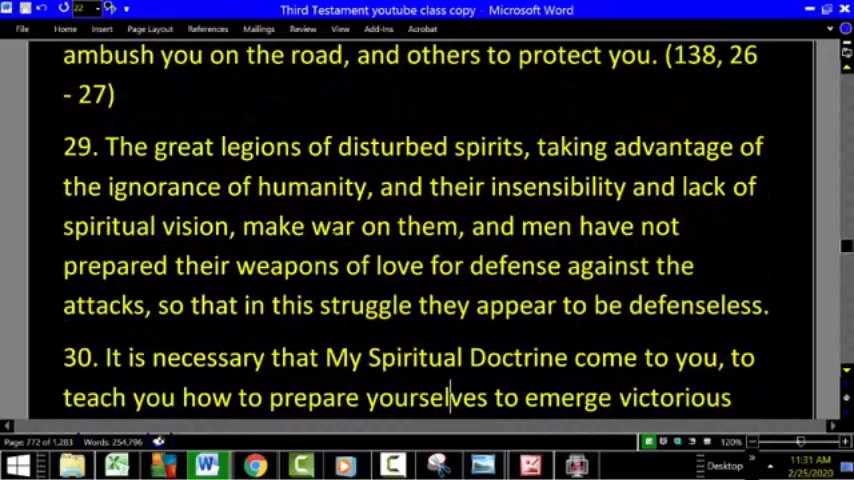 Third Testament youtube class copy - Microsoft Word
22
File Home Insert Page Layout References Mailings Review View Add-Ins Acrobat
ambush you on the road, and others to protect you. (138, 26
- 27)
29. The great legions of disturbed spirits, taking advantage of
the ignorance of humanity, and their insensibility and lack of
spiritual vision, make war on them, and men have not
prepared their weapons of love for defense against the
attacks, so that in this struggle they appear to be defenseless.
30. It is necessary that My Spiritual Doctrine come to you, to
teach you how to prepare yourselves to emerge victorious
Page: 772 of 1,283 Words: 254,796 120%
Desktop
11:31 AM
2/25/2020